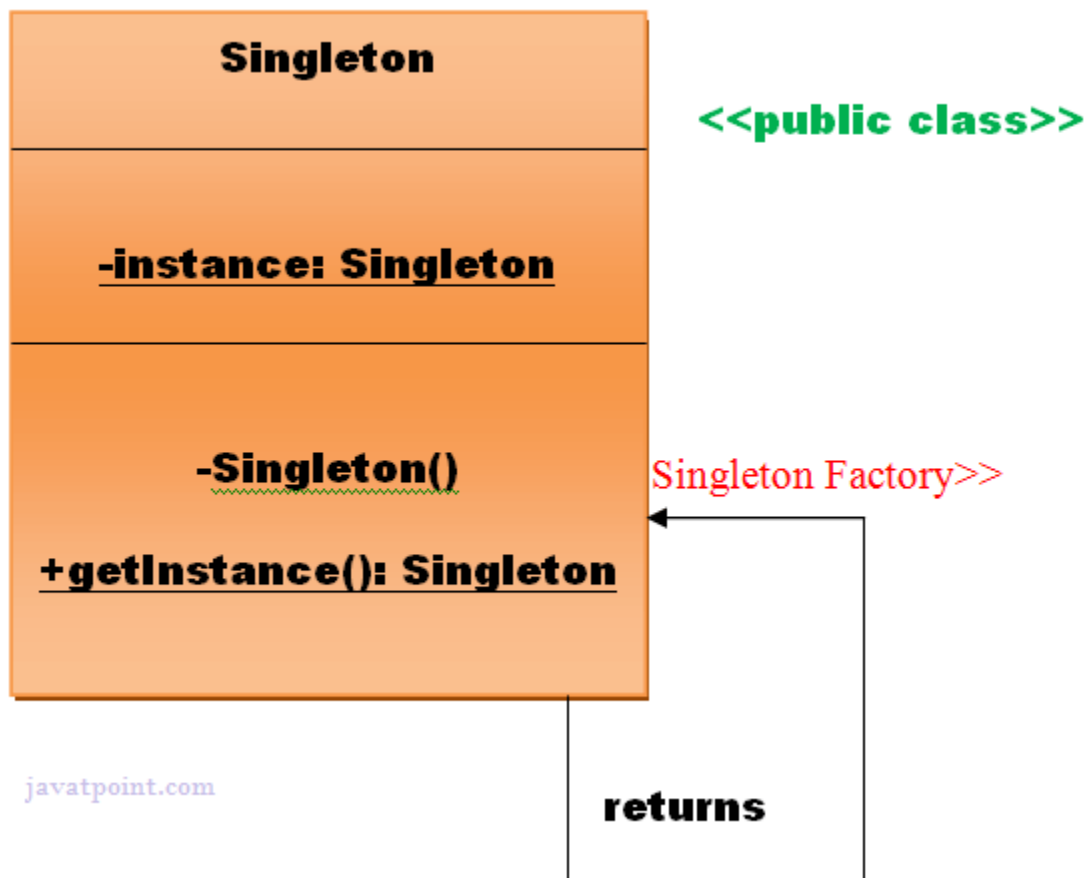 Singleton
<<public class>>
-instance: Singleton
-Singleton()
Singleton Factory>>
+getInstance(): Singleton
javatpoint.com
returns